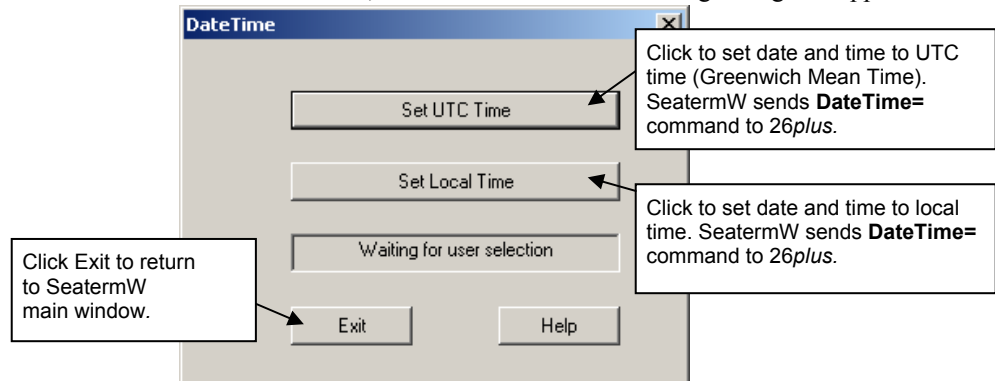 DateTime
Click to set date and time to UTC
time (Greenwich Mean Time).
SeatermW sends DateTime=
command to 26plus.
Set UTC Time
Set Local Time
Click to set date and time to local
time. SeatermW sends DateTime=
command to 26plus.
Waiting for user selection
Click Exit to return
to SeatermW
main window.
Exit
Help